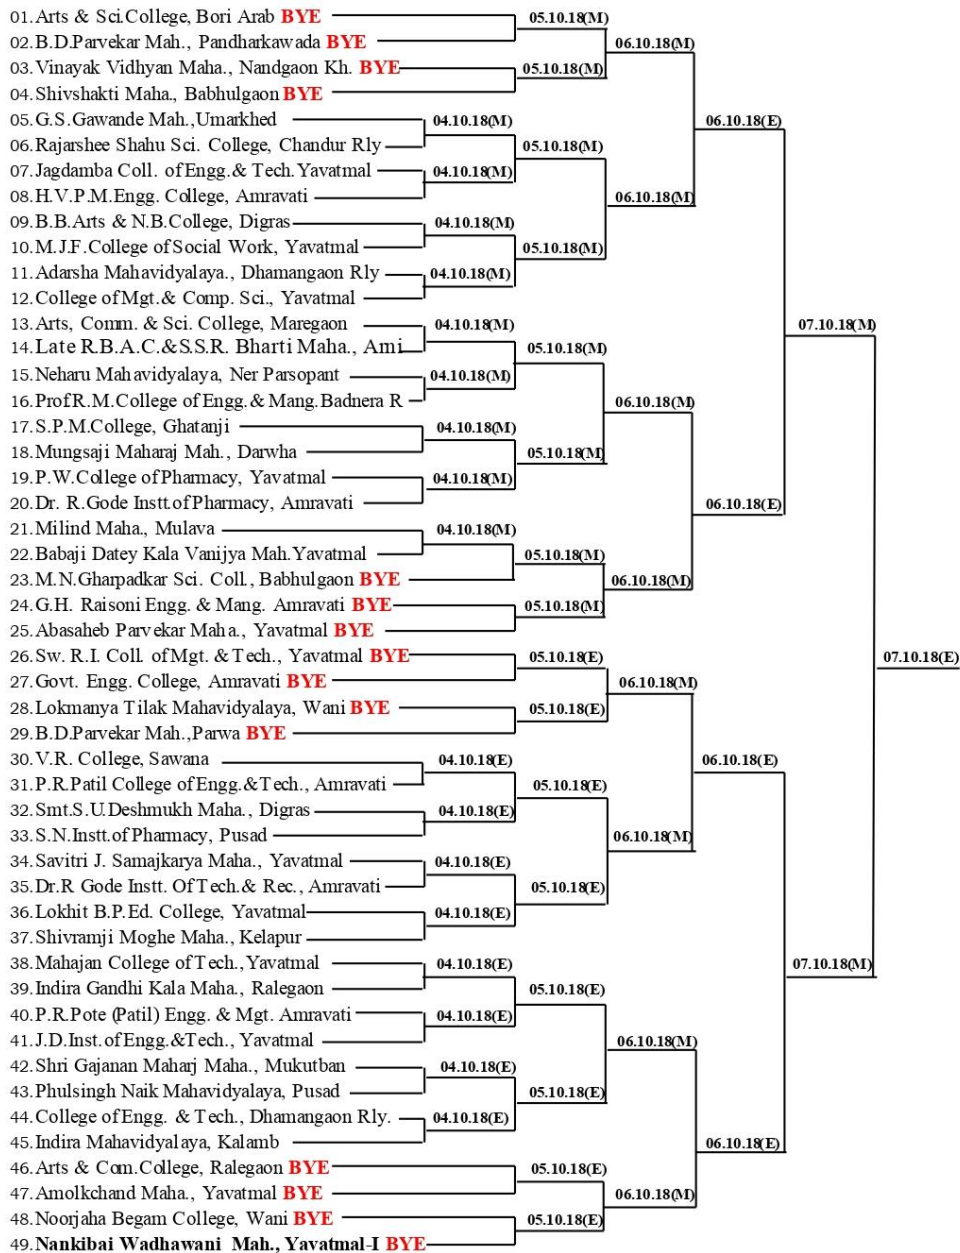 01. Arts & Sci.College, Bori Arab BYE
05.10.18(M)
02. B.D.Parvekar Mah., Pandharkawada BYE
06.10.18(M)
03. Vinayak Vidhyan Maha., Nandgaon Kh. BYE
05.10.18(M)
04. Shivshakti Maha., Babhulgaon BYE
05. G.S.Gawande Mah.,Umarkhed
04.10.18(M)
06.10.18(E)
06. Rajarshee Shahu Sci. College, Chandur Rly
05.10.18(M)
07. Jagdamba Coll. of Engg.& Tech.Yavatmal
04.10.18(M)
08. H.V.P.M.Engg. College, Amravati
06.10.18(M)
09. B.B.Arts & N.B.College, Digras
04.10.18(M)
10. M.J.F.College of Social Work, Yavatmal
05.10.18(M)
11. Adarsha Mahavidyalaya., Dhamangaon Rly
04.10.18(M)
12. College of Mgt.& Comp. Sci., Yavatmal
13. Arts, Comm. & Sci. College, Maregaon
04.10.18(M)
07.10.18(M)
14. Late R.B.A.C.&S.S.R. Bharti Maha., Arni
05.10.18(M)
15. Neharu Mahavidyalaya, Ner Parsopant
04.10.18(M)
16. Prof R.M.College of Engg.& Mang.Badnera R
06.10.18(M)
17. S.P.M.College, Ghatanji
04.10.18(M)
18. Mungsaji Maharaj Mah., Darwha
05.10.18(M)
19. P.W.College of Pharmacy, Yavatmal
04.10.18(M)
20. Dr. R.Gode Instt.of Pharmacy, Amravati
06.10.18(E)
21. Milind Maha., Mulava
04.10.18(M)
22. Babaji Datey Kala Vanijya Mah.Yavatmal
05.10.18(M)
23. M.N.Gharpadkar Sci. Coll., Babhulgaon BYE
06.10.18(M)
24. G.H. Raisoni Engg. & Mang. Amravati BYE
05.10.18(M)
25. Abasaheb Parvekar Maha., Yavatmal BYE
26. Sw. R.I. Coll. of Mgt. & Tech., Yavatmal BYE
05.10.18(E)
07.10.18(E)
27. Govt. Engg. College, Amravati BYE
06.10.18(M)
28. Lokmanya Tilak Mahavidyalaya, Wani BYE
05.10.18(E)
29. B.D.Parvekar Mah.,Parwa BYE
30. V.R. College, Sawana
04.10.18(E)
06.10.18(E)
31. P.R.Patil College of Engg.&Tech., Amravati
05.10.18(E)
32. Smt.S.U.Deshmukh Maha., Digras
04.10.18(E)
33. S.N.Instt.of Pharmacy, Pusad
06.10.18(M)
34. Savitri J. Samajkarya Maha., Yavatmal
04.10.18(E)
35. Dr.R Gode Instt. Of Tech.& Rec., Amravati
05.10.18(E)
36. Lokhit B.P.Ed. College, Yavatmal
04.10.18(E)
37. Shivramji Moghe Maha., Kelapur
38. Mahajan College of Tech.,Yavatmal
04.10.18(E)
07.10.18(M)
39. Indira Gandhi Kala Maha., Ralegaon
05.10.18(E)
40. P.R.Pote (Patil) Engg. & Mgt. Amravati
04.10.18(E)
41. J.D.Inst.of Engg.&Tech., Yavatmal
06.10.18(M)
42. Shri Gajanan Maharj Maha., Mukutban
04.10.18(E)
43. Phulsingh Naik Mahavidyalaya, Pusad
05.10.18(E)
44. College of Engg. & Tech., Dhamangaon Rly.
04.10.18(E)
45. Indira Mahavidyalaya, Kalamb
06.10.18(E)
46. Arts & Com.College, Ralegaon BYE
05.10.18(E)
47. Amolkchand Maha., Yavatmal BYE
06.10.18(M)
48. Noorjaha Begam College, Wani BYE
05.10.18(E)
49. Nankibai Wadhawani Mah., Yavatmal-I BYE